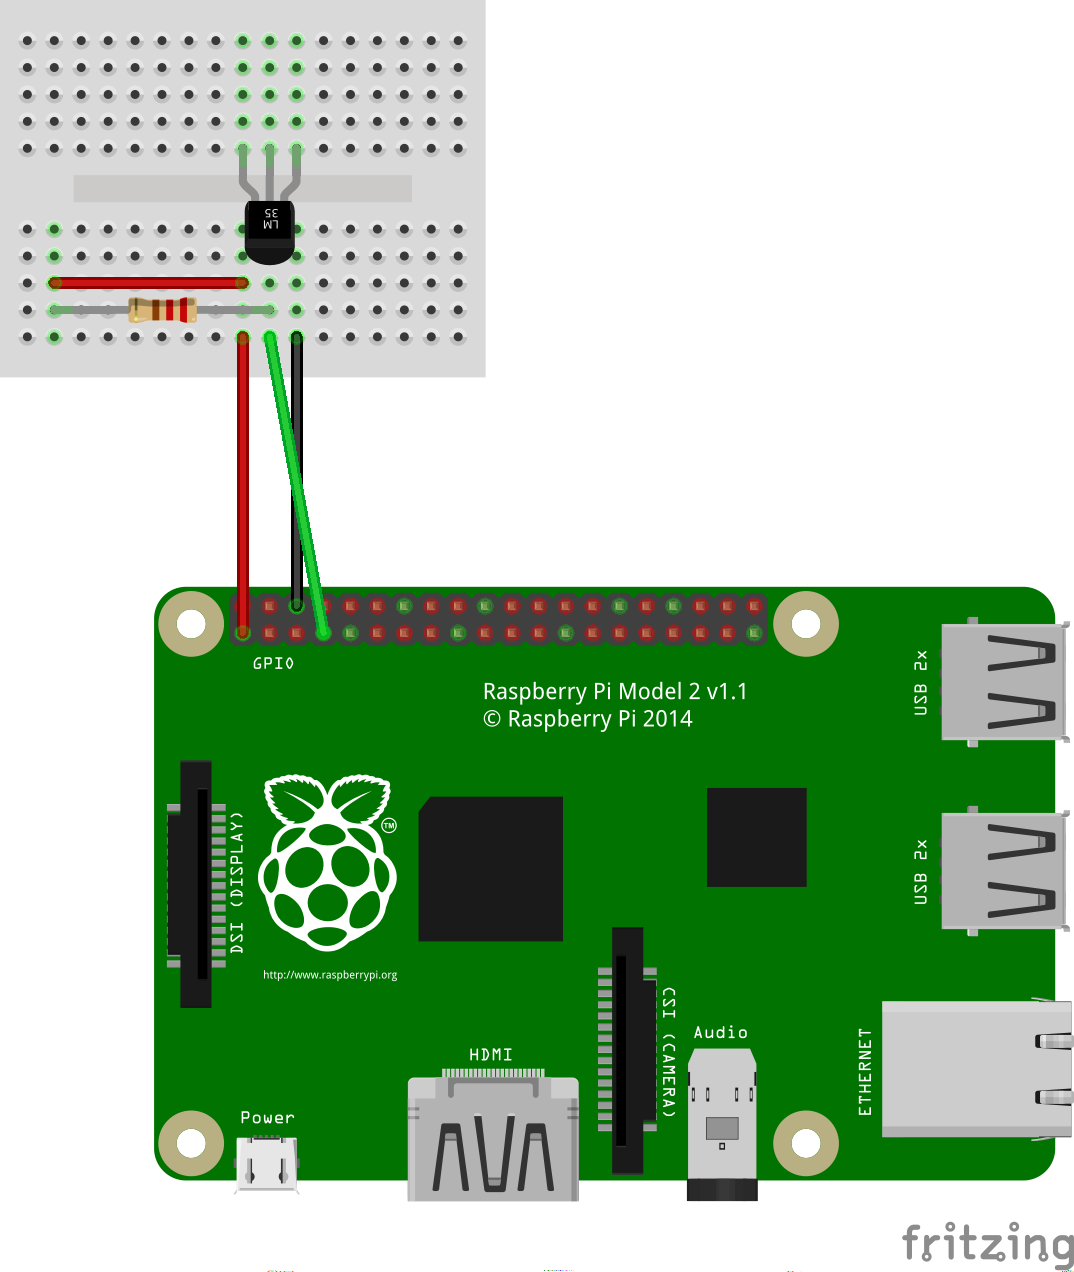 LM
35
GPIO
Raspberry Pi Model 2 v1.1
© Raspberry Pi 2014
USB 2x
DSI (DISPLAY)
TM
USB 2x
http://www.raspberrypi.org
CSI (CAMERA)
Audio
ETHERNET
HDMI
Power
fritzing